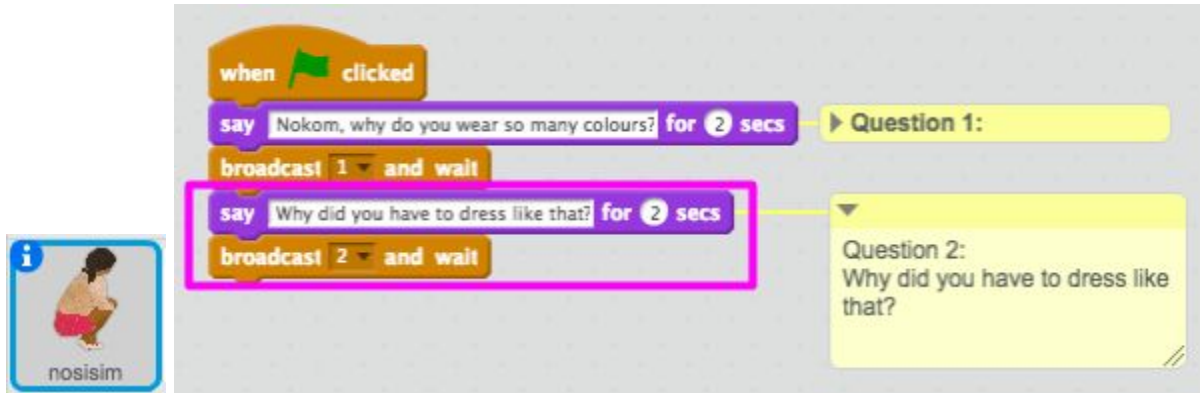 when clicked
say Nokom, why do you wear so many colours? for 2 secs
Question 1:
broadcast 1 and wait
say Why did you have to dress like that? for 2 secs
broadcast 2 and wait
Question 2:
Why did you have to dress like
that?
i
nosisim